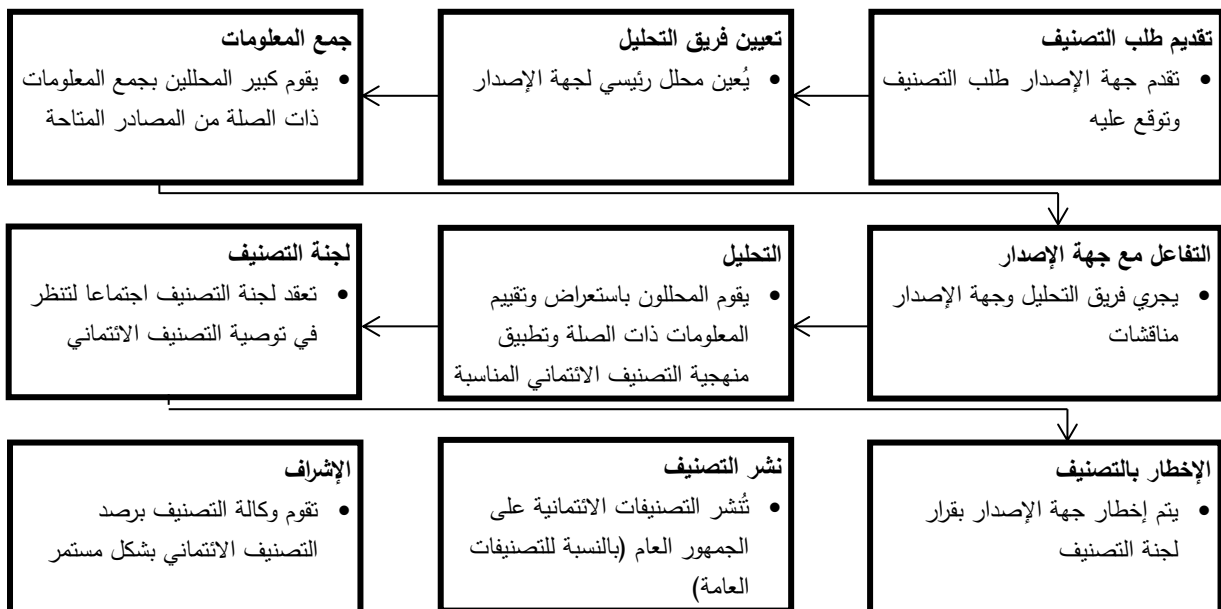 تقديم طلب التصنيف
• تقدم جهة الإصدار طلب التصنيف
وتوقع عليه
تعيين فريق التحليل
• يُعين محلل رئيسي لجهة الإصدار
جمع المعلومات
• يقوم كبير المحللين بجمع المعلومات
ذات الصلة من المصادر المتاحة
التفاعل مع جهة الإصدار
• يجري فريق التحليل وجهة الإصدار
مناقشات
التحليل
• يقوم المحللون باستعراض وتقييم
المعلومات ذات الصلة وتطبيق
منهجية التصنيف الائتماني المناسبة
لجنة التصنيف
• تعقد لجنة التصنيف اجتماعا لتنظر
في توصية التصنيف الائتماني
الإخطار بالتصنيف
• يتم إخطار جهة الإصدار بقرار
لجنة التصنيف
نشر التصنيف
• تُنشر التصنيفات الائتمانية على
الجمهور العام (بالنسبة للتصنيفات
العامة)
الإشراف
• تقوم وكالة التصنيف برصد
التصنيف الائتماني بشكل مستمر